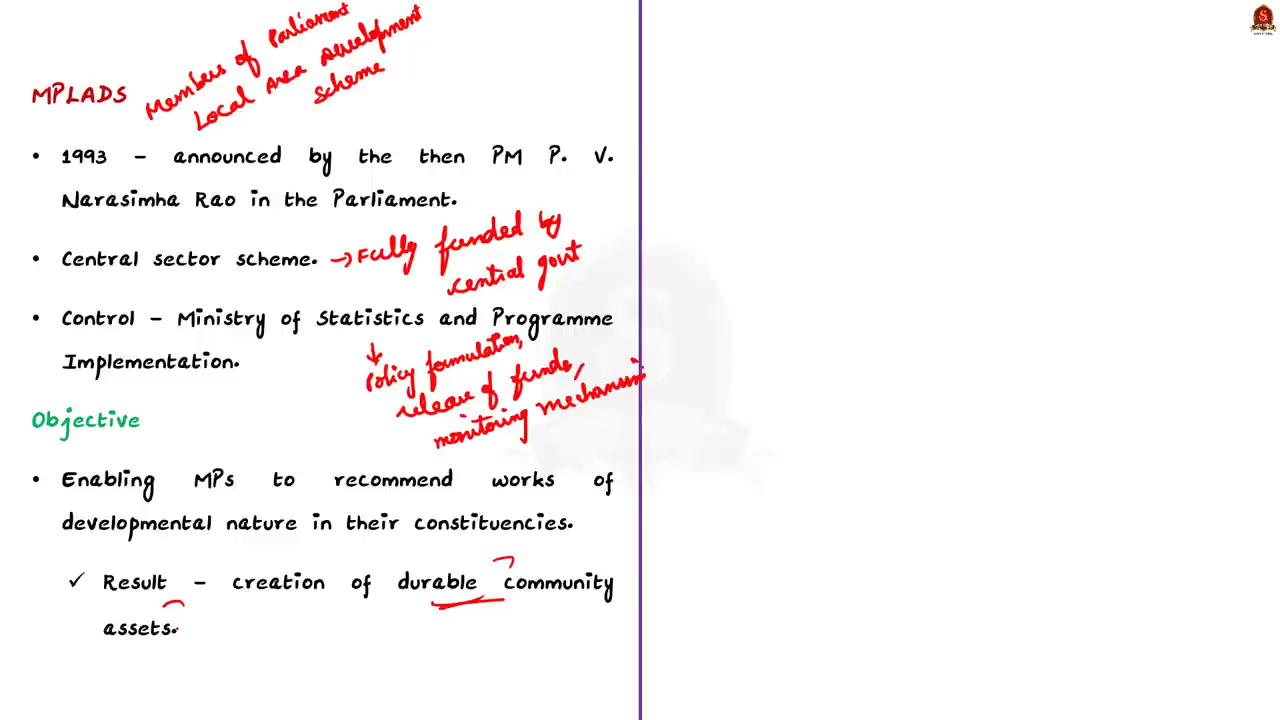 Members of Parliament
Local Area Development
Scheme
MPLADS
• 1993 – announced by the then PM P. V.
Narasimha Rao in the Parliament.
• Central sector scheme. → Fully funded by
central govt
• Control – Ministry of Statistics and Programme
Implementation.
↓
Policy formulation,
release of funds,
monitoring mechanism
Objective
• Enabling MPs to recommend works of
developmental nature in their constituencies.
✓ Result – creation of durable community
assets.